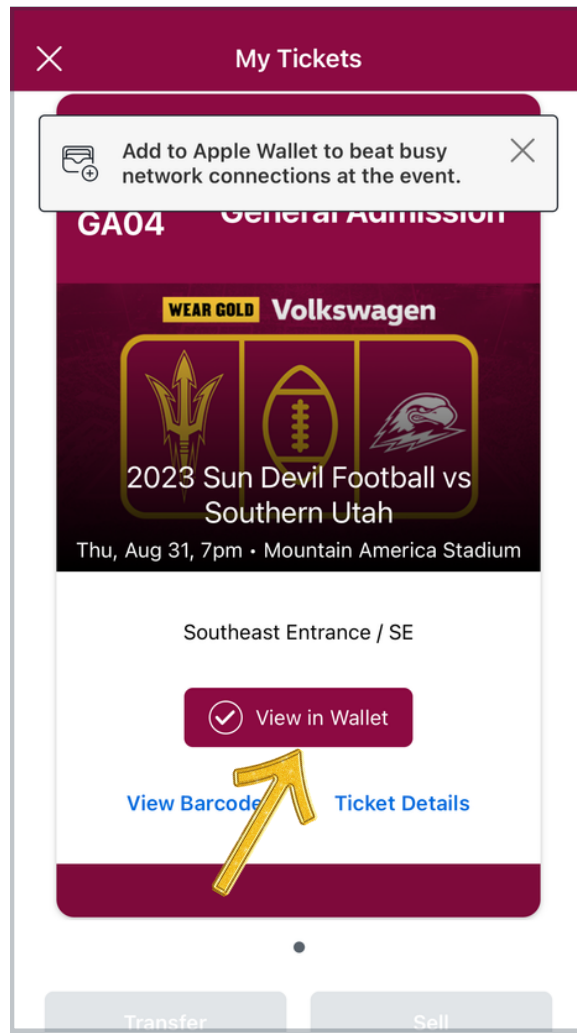 My Tickets
Add to Apple Wallet to beat busy
network connections at the event.
GA04
General Admission
WEAR GOLD Volkswagen
2023 Sun Devil Football vs
Southern Utah
Thu, Aug 31, 7pm • Mountain America Stadium
Southeast Entrance / SE
View in Wallet
View Barcode Ticket Details
Transfer Sell